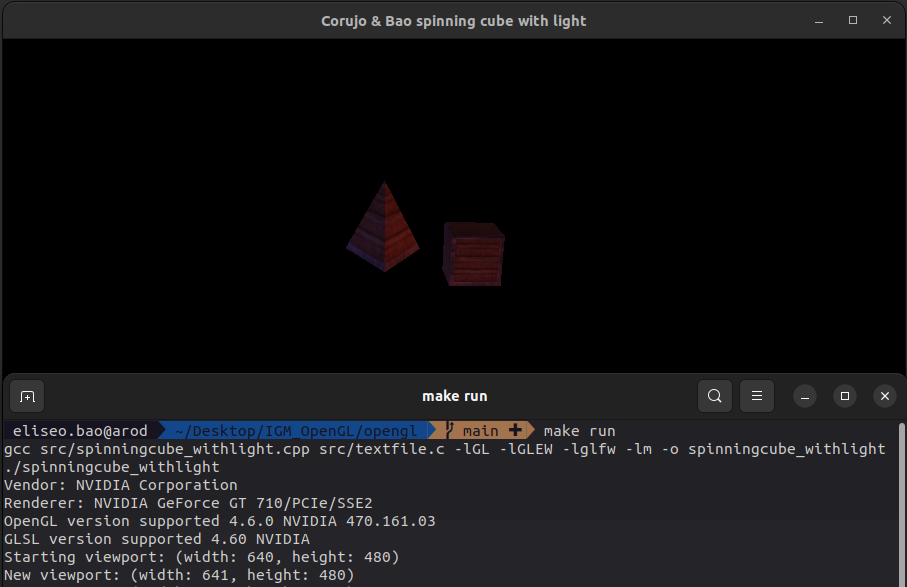 Corujo & Bao spinning cube with light
make run
eliseo.bao@arod ~/Desktop/IGM_OpenGL/opengl main + make run
gcc src/spinningcube_withlight.cpp src/textfile.c -lGL -lGLEW -lglfw -lm -o spinningcube_withlight
./spinningcube_withlight
Vendor: NVIDIA Corporation
Renderer: NVIDIA GeForce GT 710/PCIe/SSE2
OpenGL version supported 4.6.0 NVIDIA 470.161.03
GLSL version supported 4.60 NVIDIA
Starting viewport: (width: 640, height: 480)
New viewport: (width: 641, height: 480)